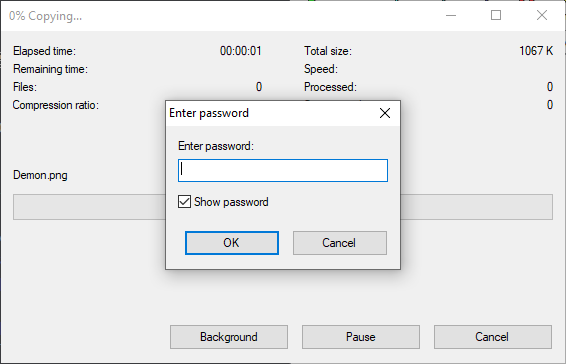 0% Copying...
Elapsed time: 00:00:01
Total size: 1067 K
Remaining time:
Speed:
Files: 0
Processed: 0
Compression ratio:
0
Enter password
Enter password:
Show password
OK
Cancel
Demon.png
Background
Pause
Cancel